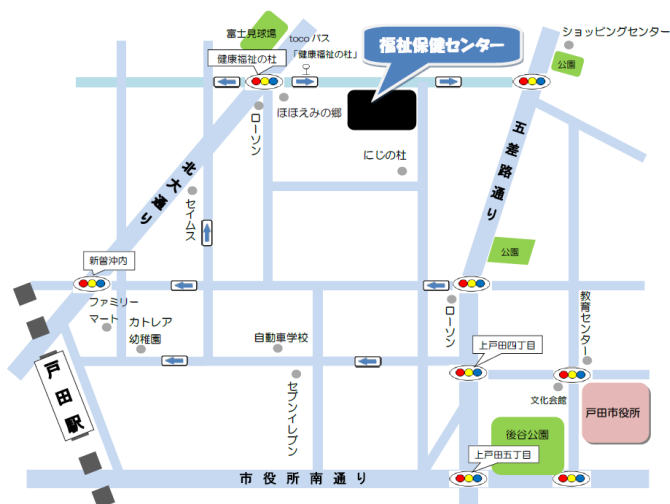 富士見球場
tocoバス
「健康福祉の杜」
健康福祉の杜
福祉保健センター
ショッピングセンター
公園
ほほえみの郷
ローソン
にじの杜
五差路通り
北大通り
セイムス
公園
新曽沖内
ファミリー
マート
カトレア
幼稚園
自動車学校
ローソン
教育センター
上戸田四丁目
戸田駅
セブンイレブン
文化会館
戸田市役所
後谷公園
上戸田五丁目
市役所南通り